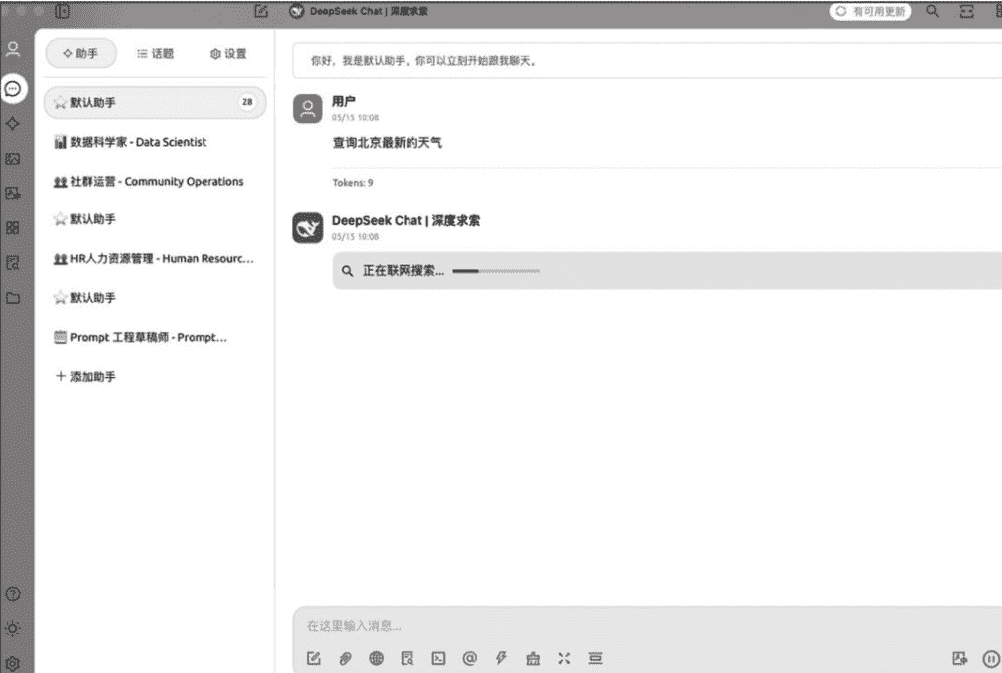 DeepSeek Chat | 深度求索
有可用更新
助手
话题
设置
默认助手
28
数据科学家 - Data Scientist
社群运营 - Community Operations
默认助手
HR人力资源管理 - Human Resourc...
默认助手
Prompt 工程草稿师 - Prompt...
添加助手
你好，我是默认助手。你可以立刻开始跟我聊天。
用户
05/15 10:08
查询北京最新的天气
Tokens: 9
DeepSeek Chat | 深度求索
05/15 10:08
正在联网搜索...
在这里输入消息...